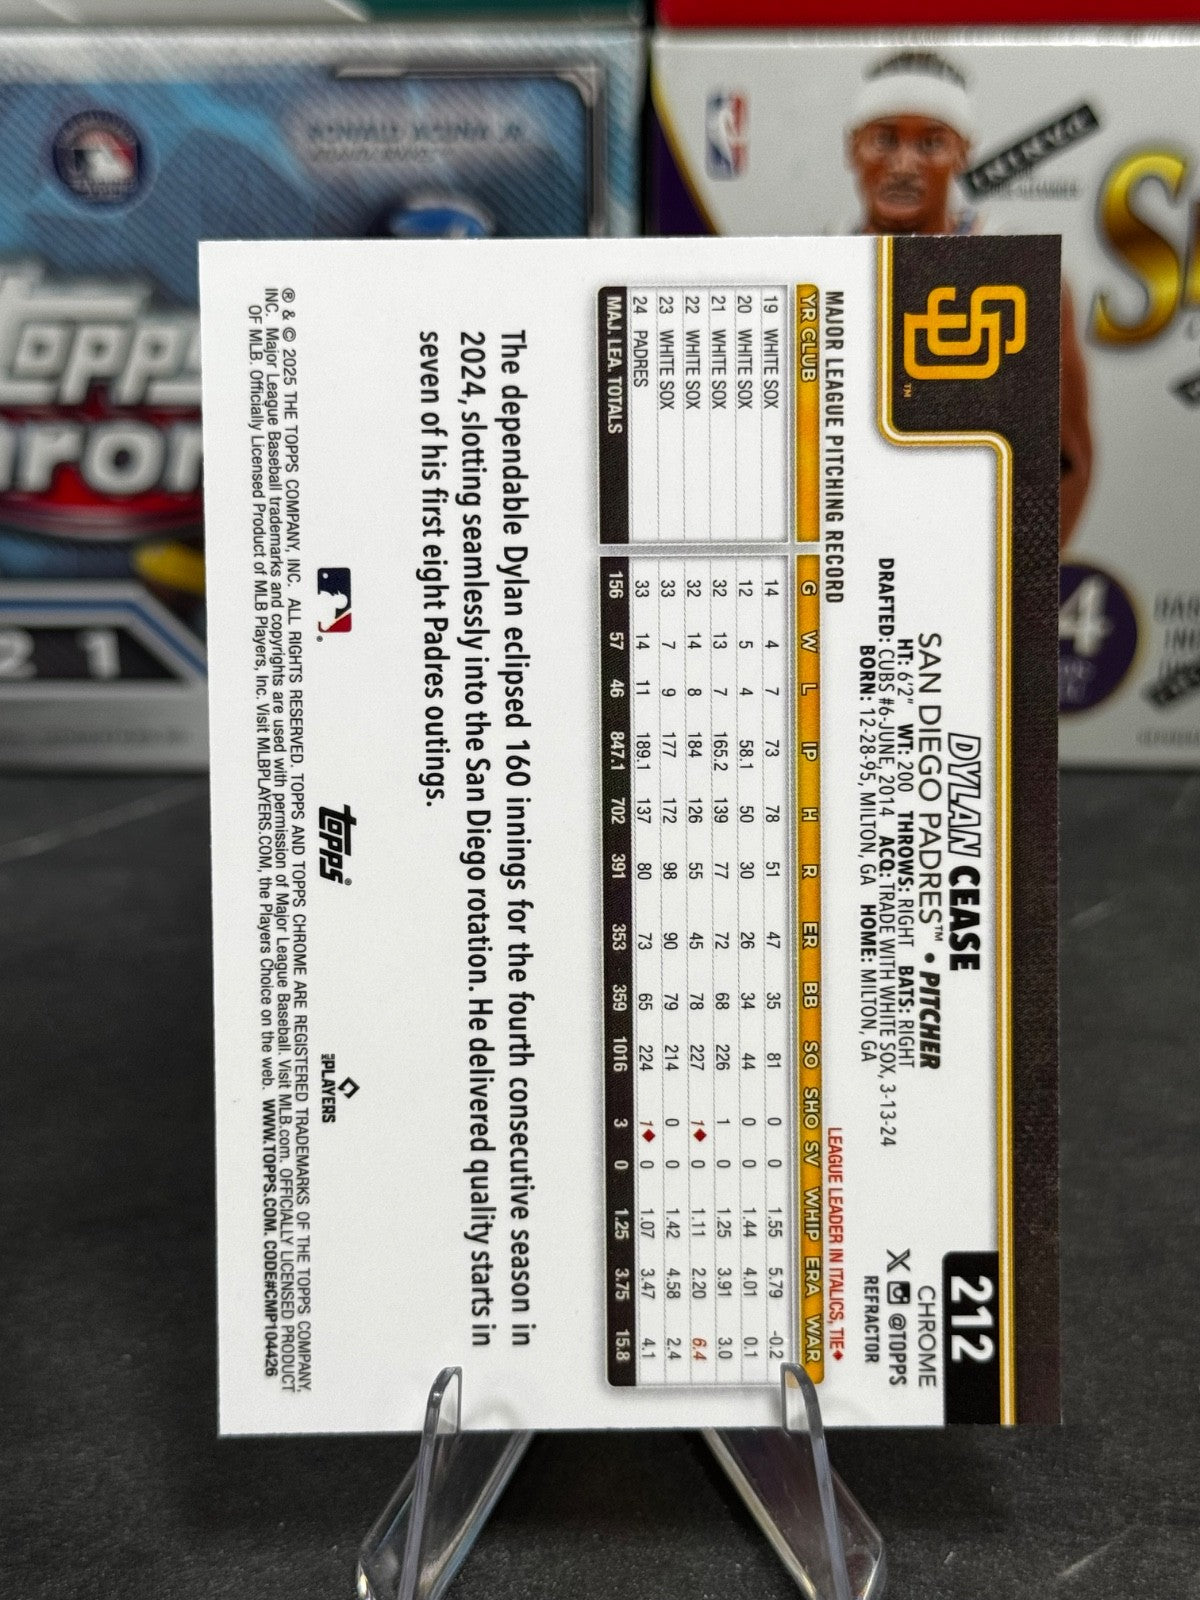 212
DYLAN CEASE
SAN DIEGO PADRES™ • PITCHER
HT: 6'2" WT: 200 THROWS: RIGHT BATS: RIGHT
DRAFTED: CUBS #6-JUNE, 2014 ACQ: TRADE WITH WHITE SOX, 3-13-24
BORN: 12-28-95, MILTON, GA HOME: MILTON, GA
CHROME
@TOPPS
REFRACTOR
SD
TM
MAJOR LEAGUE PITCHING RECORD LEAGUE LEADER IN ITALICS, TIE♦
YR CLUB G W L IP H R ER BB SO SHO SV WHIP ERA WAR
19 WHITE SOX 14 4 7 73 78 51 47 35 81 0 0 1.55 5.79 -0.2
20 WHITE SOX 12 5 4 58.1 50 30 26 34 44 0 0 1.44 4.01 0.1
21 WHITE SOX 32 13 7 165.2 139 77 72 68 226 1 0 1.25 3.91 3.0
22 WHITE SOX 32 14 8 184 126 55 45 78 227 1♦ 0 1.11 2.20 6.4
23 WHITE SOX 33 7 9 177 172 98 90 79 214 0 0 1.42 4.58 2.4
24 PADRES 33 14 11 189.1 137 80 73 65 224 1♦ 0 1.07 3.47 4.1
MAJ. LEA. TOTALS 156 57 46 847.1 702 391 353 359 1016 3 0 1.25 3.75 15.8
The dependable Dylan eclipsed 160 innings for the fourth consecutive season in
2024, slotting seamlessly into the San Diego rotation. He delivered quality starts in
seven of his first eight Padres outings.
topps®
PLAYERS
® & © 2025 THE TOPPS COMPANY, INC. ALL RIGHTS RESERVED. TOPPS AND TOPPS CHROME ARE REGISTERED TRADEMARKS OF THE TOPPS COMPANY,
INC. Major League Baseball trademarks and copyrights are used with permission of Major League Baseball. Visit MLB.com. OFFICIALLY LICENSED PRODUCT
OF MLB. Officially Licensed Product of MLB Players, Inc. Visit MLBPLAYERS.COM, the Players Choice on the web. WWW.TOPPS.COM. CODE#CMP104426
RONALD ACUÑA JR.
Topps
21
4